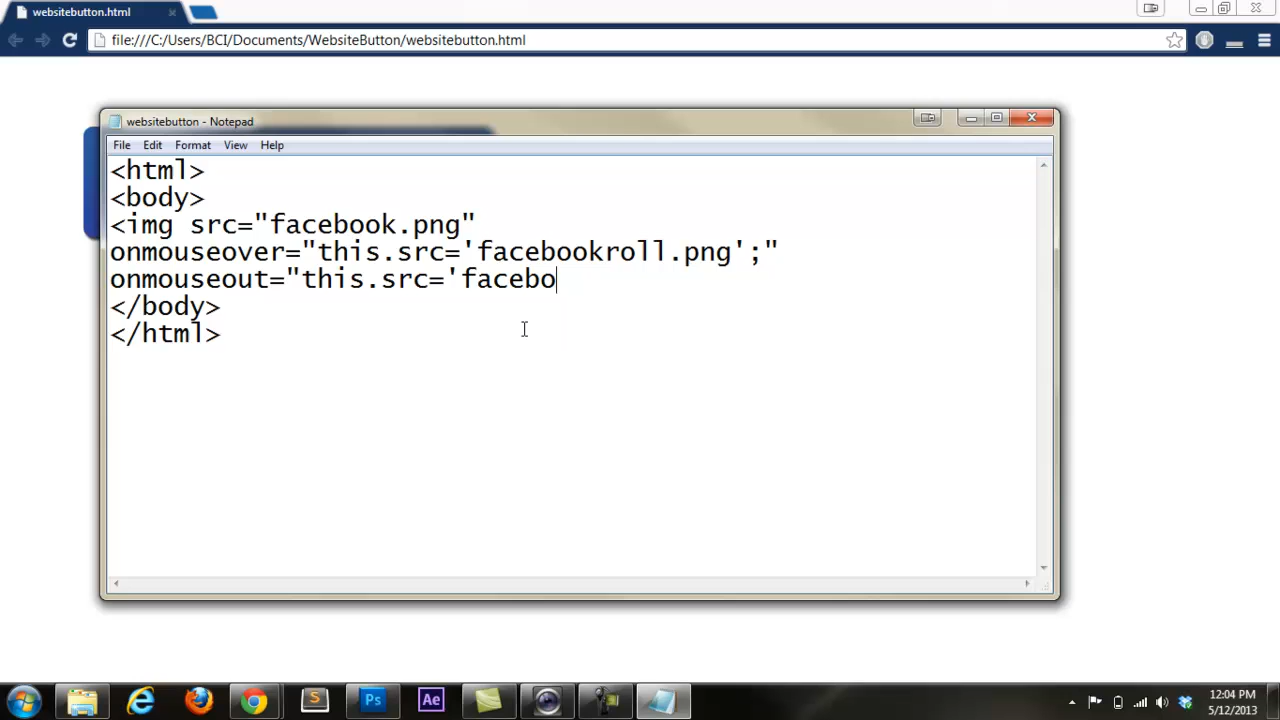 websitebutton.html
file:///C:/Users/BCI/Documents/WebsiteButton/websitebutton.html
websitebutton - Notepad
File Edit Format View Help
<html>
<body>
<img src="facebook.png"
onmouseover="this.src='facebookroll.png';"
onmouseout="this.src='facebo
</body>
</html>
S Ps Ae
12:04 PM
5/12/2013